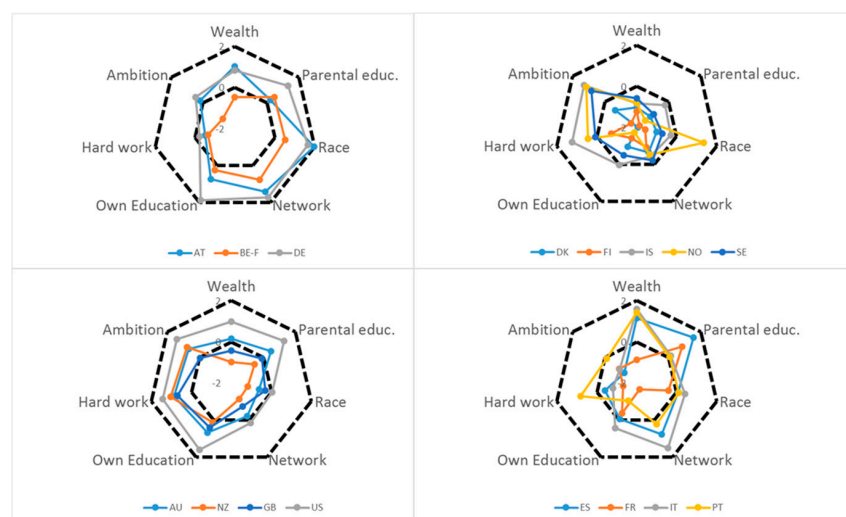 Wealth
2
Ambition
Parental educ.
0
-2
Hard work
Race
Own Education
Network
AT BE-F DE
Wealth
2
Ambition
Parental educ.
0
-2
Hard work
Race
Own Education
Network
DK FI IS NO SE
Wealth
2
Ambition
Parental educ.
0
-2
Hard work
Race
Own Education
Network
AU NZ GB US
Wealth
2
Ambition
Parental educ.
0
-2
Hard work
Race
Own Education
Network
ES FR IT PT